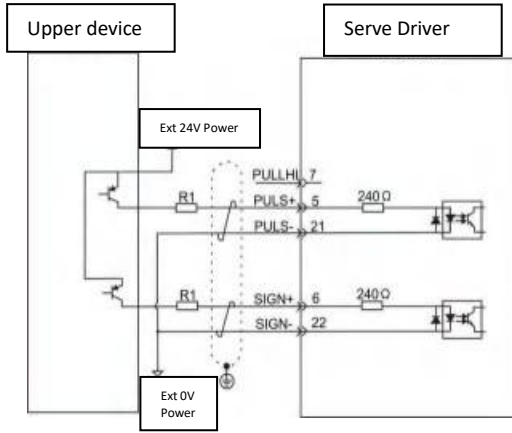 Upper device
Serve Driver
Ext 24V Power
PULLHI 7
R1 PULS+ 5 240Ω
PULS- 21
R1 SIGN+ 6 240Ω
SIGN- 22
Ext 0V
Power